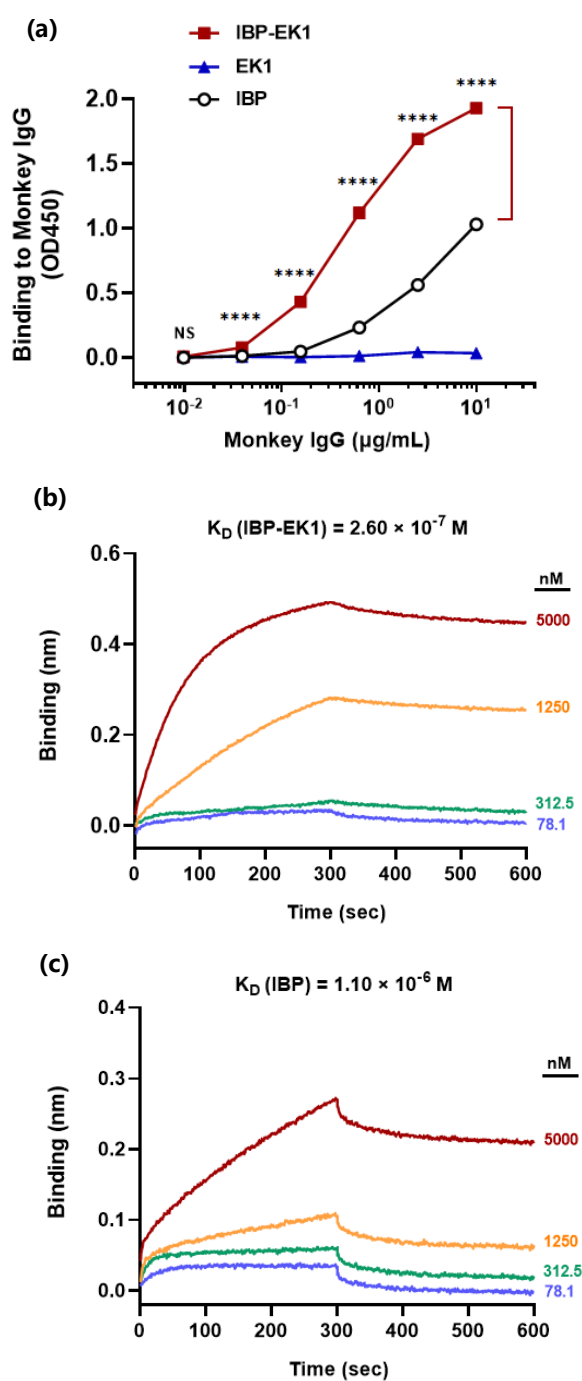 (a)
IBP-EK1
EK1
IBP
Binding to Monkey IgG
(OD450)
2.0
1.5
1.0
0.5
0.0
NS
****
****
****
****
****
10⁻² 10⁻¹ 10⁰ 10¹
Monkey IgG (µg/mL)
(b)
K_D (IBP-EK1) = 2.60 × 10⁻⁷ M
Binding (nm)
0.6
0.4
0.2
0.0
nM
5000
1250
312.5
78.1
0 100 200 300 400 500 600
Time (sec)
(c)
K_D (IBP) = 1.10 × 10⁻⁶ M
Binding (nm)
0.4
0.3
0.2
0.1
0.0
nM
5000
1250
312.5
78.1
0 100 200 300 400 500 600
Time (sec)